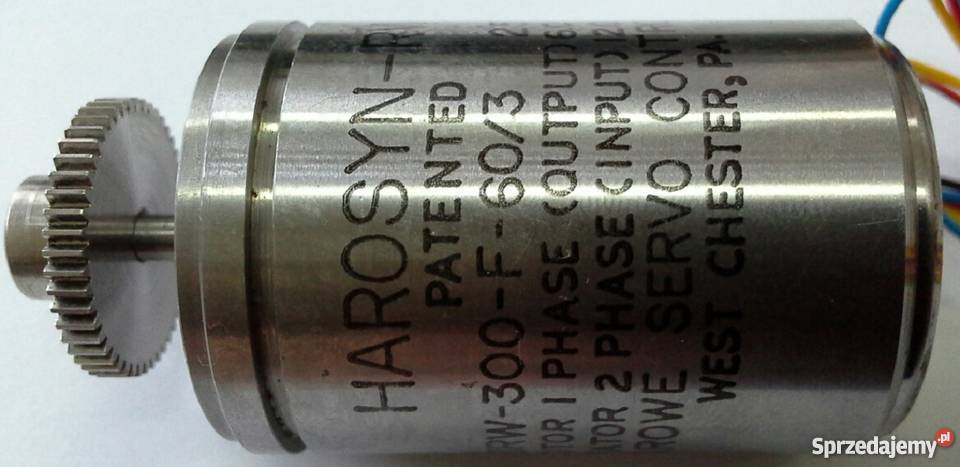 HAROSYN-R
PATENTED
RW-300-F-60/3
TOR 1 PHASE (OUTPUT)
TATOR 2 PHASE (INPUT)
ROWE SERVO CONT
WEST CHESTER, PA.
Sprzedajemy.pl